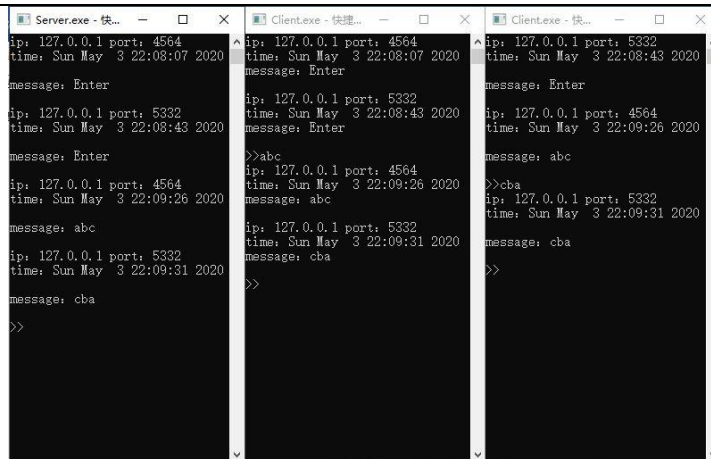 Server.exe - 快...
ip: 127.0.0.1 port: 4564
time: Sun May  3 22:08:07 2020
message: Enter
ip: 127.0.0.1 port: 5332
time: Sun May  3 22:08:43 2020
message: Enter
ip: 127.0.0.1 port: 4564
time: Sun May  3 22:09:26 2020
message: abc
ip: 127.0.0.1 port: 5332
time: Sun May  3 22:09:31 2020
message: cba
>>
Client.exe - 快捷...
ip: 127.0.0.1 port: 4564
time: Sun May  3 22:08:07 2020
message: Enter
ip: 127.0.0.1 port: 5332
time: Sun May  3 22:08:43 2020
message: Enter
>>abc
ip: 127.0.0.1 port: 4564
time: Sun May  3 22:09:26 2020
message: abc
ip: 127.0.0.1 port: 5332
time: Sun May  3 22:09:31 2020
message: cba
>>
Client.exe - 快...
ip: 127.0.0.1 port: 5332
time: Sun May  3 22:08:43 2020
message: Enter
ip: 127.0.0.1 port: 4564
time: Sun May  3 22:09:26 2020
message: abc
>>cba
ip: 127.0.0.1 port: 5332
time: Sun May  3 22:09:31 2020
message: cba
>>